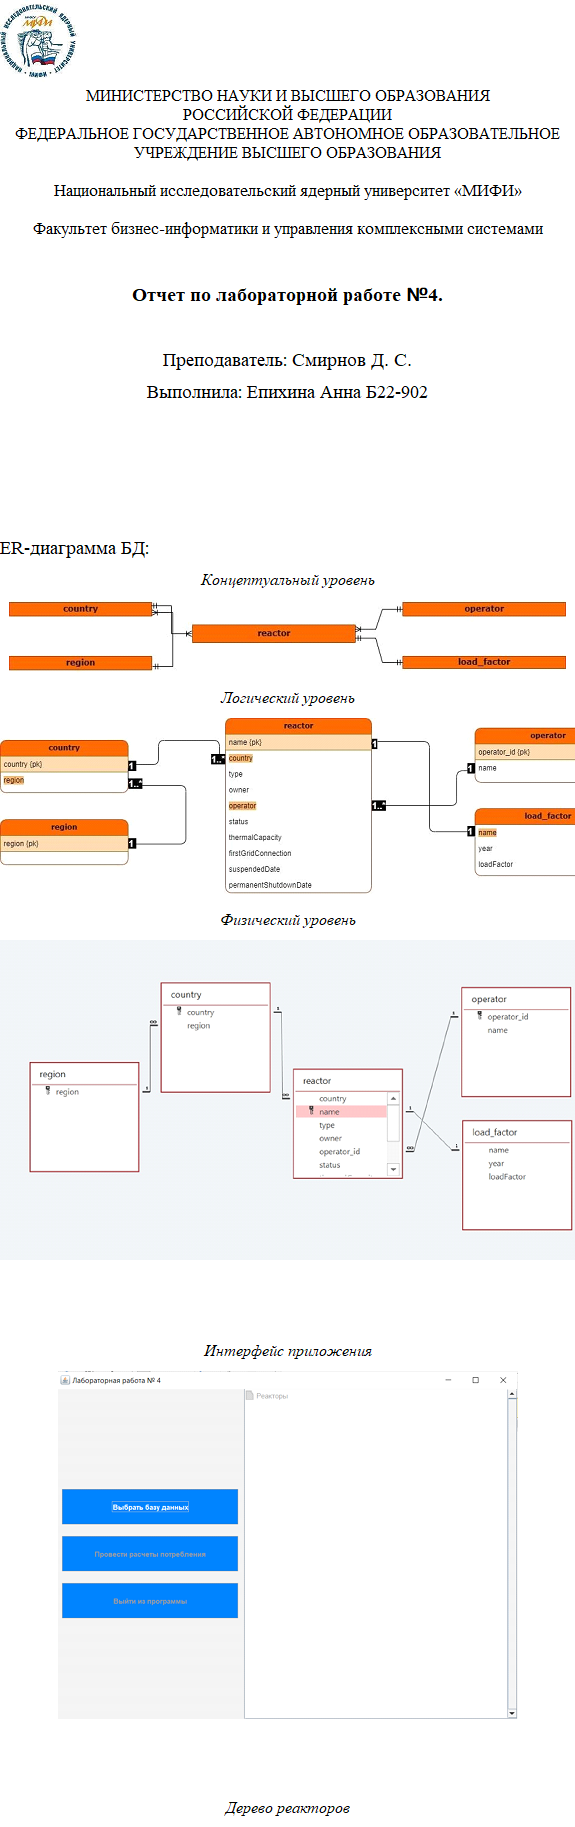 МИНИСТЕРСТВО НАУКИ И ВЫСШЕГО ОБРАЗОВАНИЯ
РОССИЙСКОЙ ФЕДЕРАЦИИ
ФЕДЕРАЛЬНОЕ ГОСУДАРСТВЕННОЕ АВТОНОМНОЕ ОБРАЗОВАТЕЛЬНОЕ
УЧРЕЖДЕНИЕ ВЫСШЕГО ОБРАЗОВАНИЯ
Национальный исследовательский ядерный университет «МИФИ»
Факультет бизнес-информатики и управления комплексными системами
Отчет по лабораторной работе №4.
Преподаватель: Смирнов Д. С.
Выполнила: Епихина Анна Б22-902
ER-диаграмма БД:
Концептуальный уровень
country
operator
reactor
region
load_factor
Логический уровень
reactor
name {pk}
country
type
owner
operator
status
thermalCapacity
firstGridConnection
suspendedDate
permanentShutdownDate
country
country {pk}
region
region
region {pk}
operator
operator_id {pk}
name
load_factor
name
year
loadFactor
1
1..*
1..*
1
1
1..*
1
1
Физический уровень
country
country
region
region
region
reactor
country
name
type
owner
operator_id
status
operator
operator_id
name
load_factor
name
year
loadFactor
1
∞
1
∞
1
∞
1
1
Интерфейс приложения
Лабораторная работа № 4
Реакторы
Выбрать базу данных
Провести расчеты потребления
Выйти из программы
Дерево реакторов